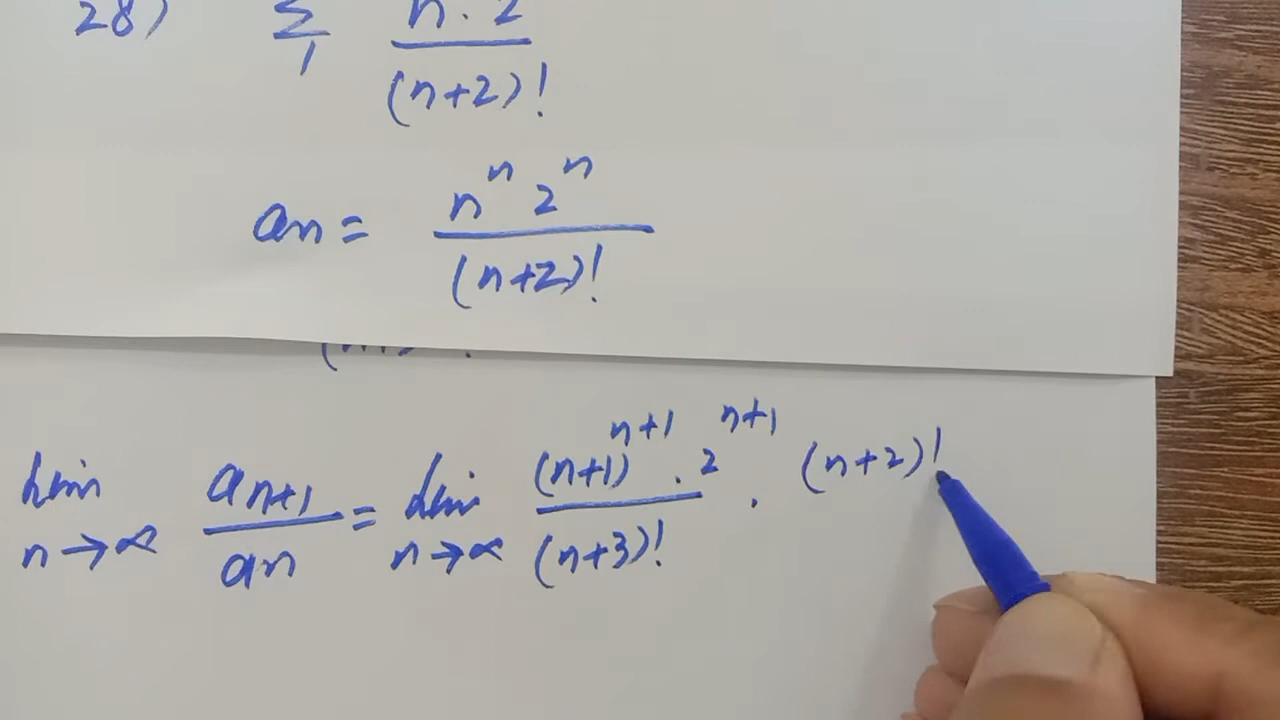 28) Σ n . 2
1 (n+2)!
an = n^n 2^n
(n+2)!
lim an+1 = lim (n+1)^n+1 . 2^n+1 . (n+2)!
n→∞ an n→∞ (n+3)!